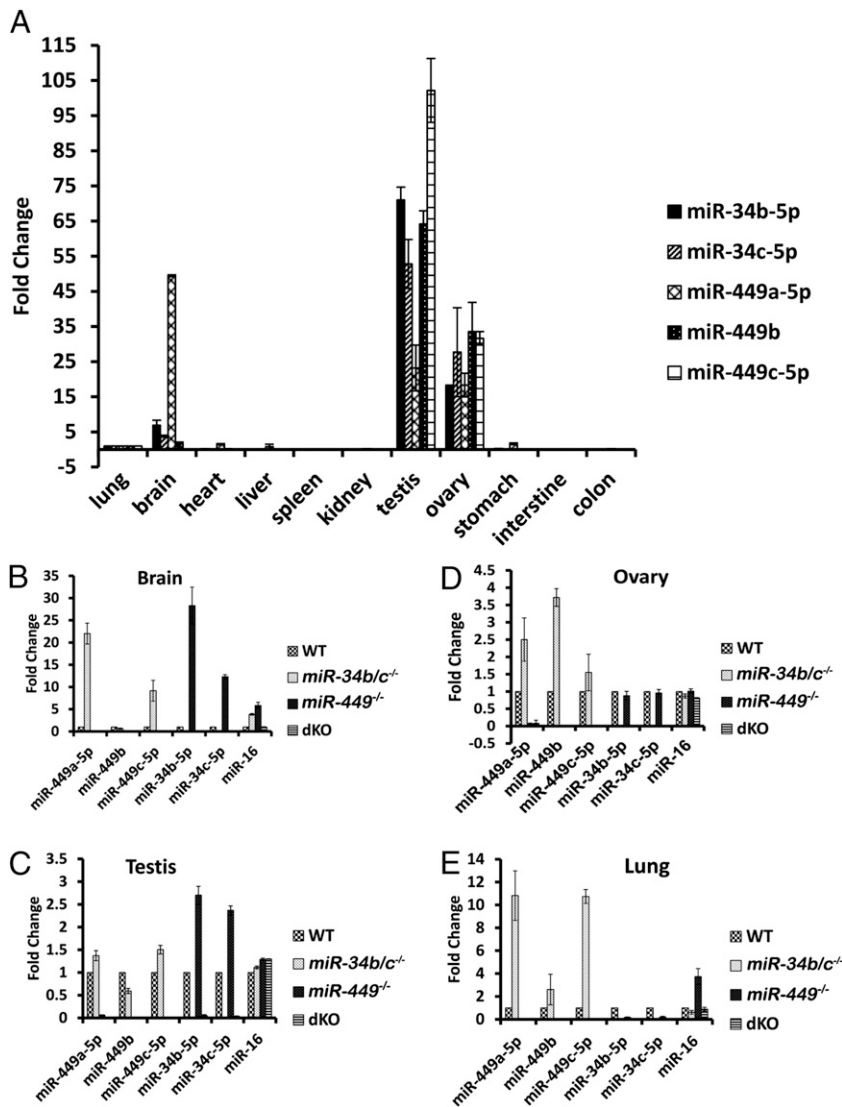 A
115
105
95
85
75
65
55
45
35
25
15
5
-5
Fold Change
lung
brain
heart
liver
spleen
kidney
testis
ovary
stomach
interstine
colon
miR-34b-5p
miR-34c-5p
miR-449a-5p
miR-449b
miR-449c-5p
B
Brain
35
30
25
20
15
10
5
0
Fold Change
miR-449a-5p
miR-449b
miR-449c-5p
miR-34b-5p
miR-34c-5p
miR-16
WT
miR-34b/c-/-
miR-449-/-
dKO
D
Ovary
4.5
3.5
2.5
1.5
0.5
-0.5
Fold Change
miR-449a-5p
miR-449b
miR-449c-5p
miR-34b-5p
miR-34c-5p
miR-16
WT
miR-34b/c-/-
miR-449-/-
dKO
C
Testis
3.5
3
2.5
2
1.5
1
0.5
0
Fold Change
miR-449a-5p
miR-449b
miR-449c-5p
miR-34b-5p
miR-34c-5p
miR-16
WT
miR-34b/c-/-
miR-449-/-
dKO
E
Lung
14
12
10
8
6
4
2
0
Fold Change
miR-449a-5p
miR-449b
miR-449c-5p
miR-34b-5p
miR-34c-5p
miR-16
WT
miR-34b/c-/-
miR-449-/-
dKO